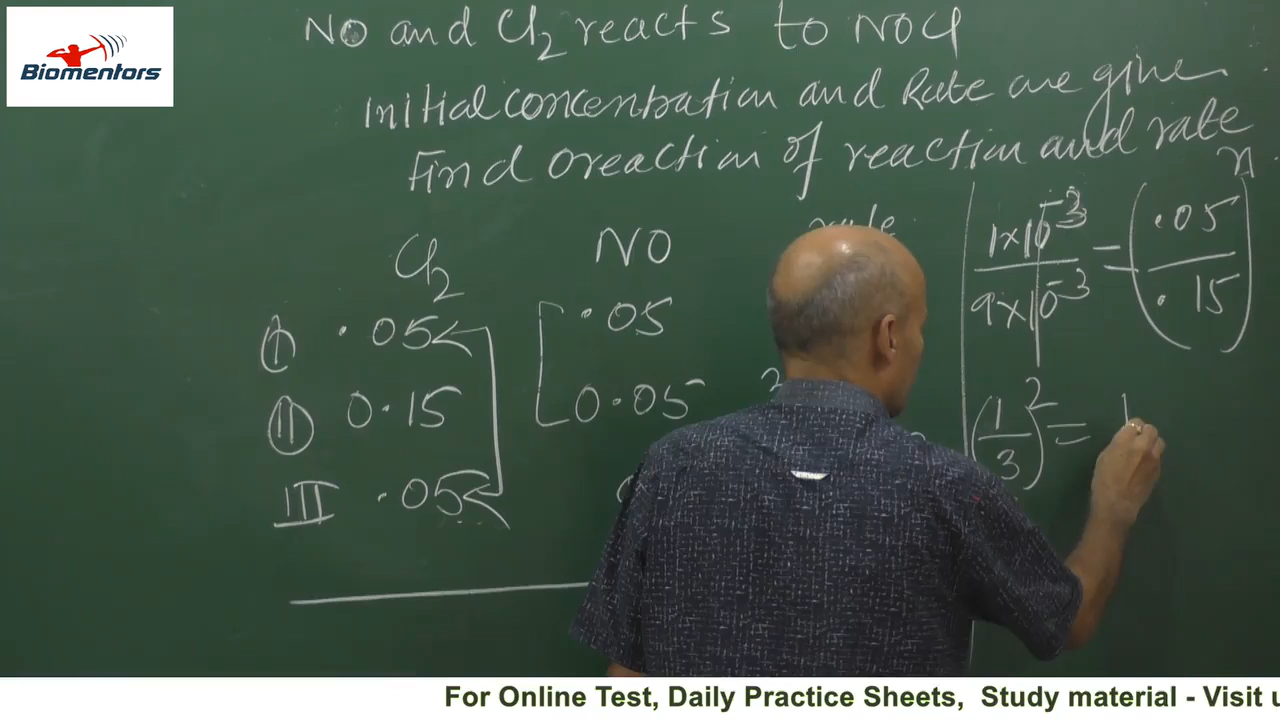 Biomentors
NO and Cl2 reacts to NOCl
Initial concentration and Rate are given
Find Oreaction of reaction and rate
Cl2 NO rate
I .05 .05
II 0.15 0.05
III .05
1×10-3 / 9×10-3 = (.05 / .15)n
(1/3)2 =
For Online Test, Daily Practice Sheets, Study material - Visit u